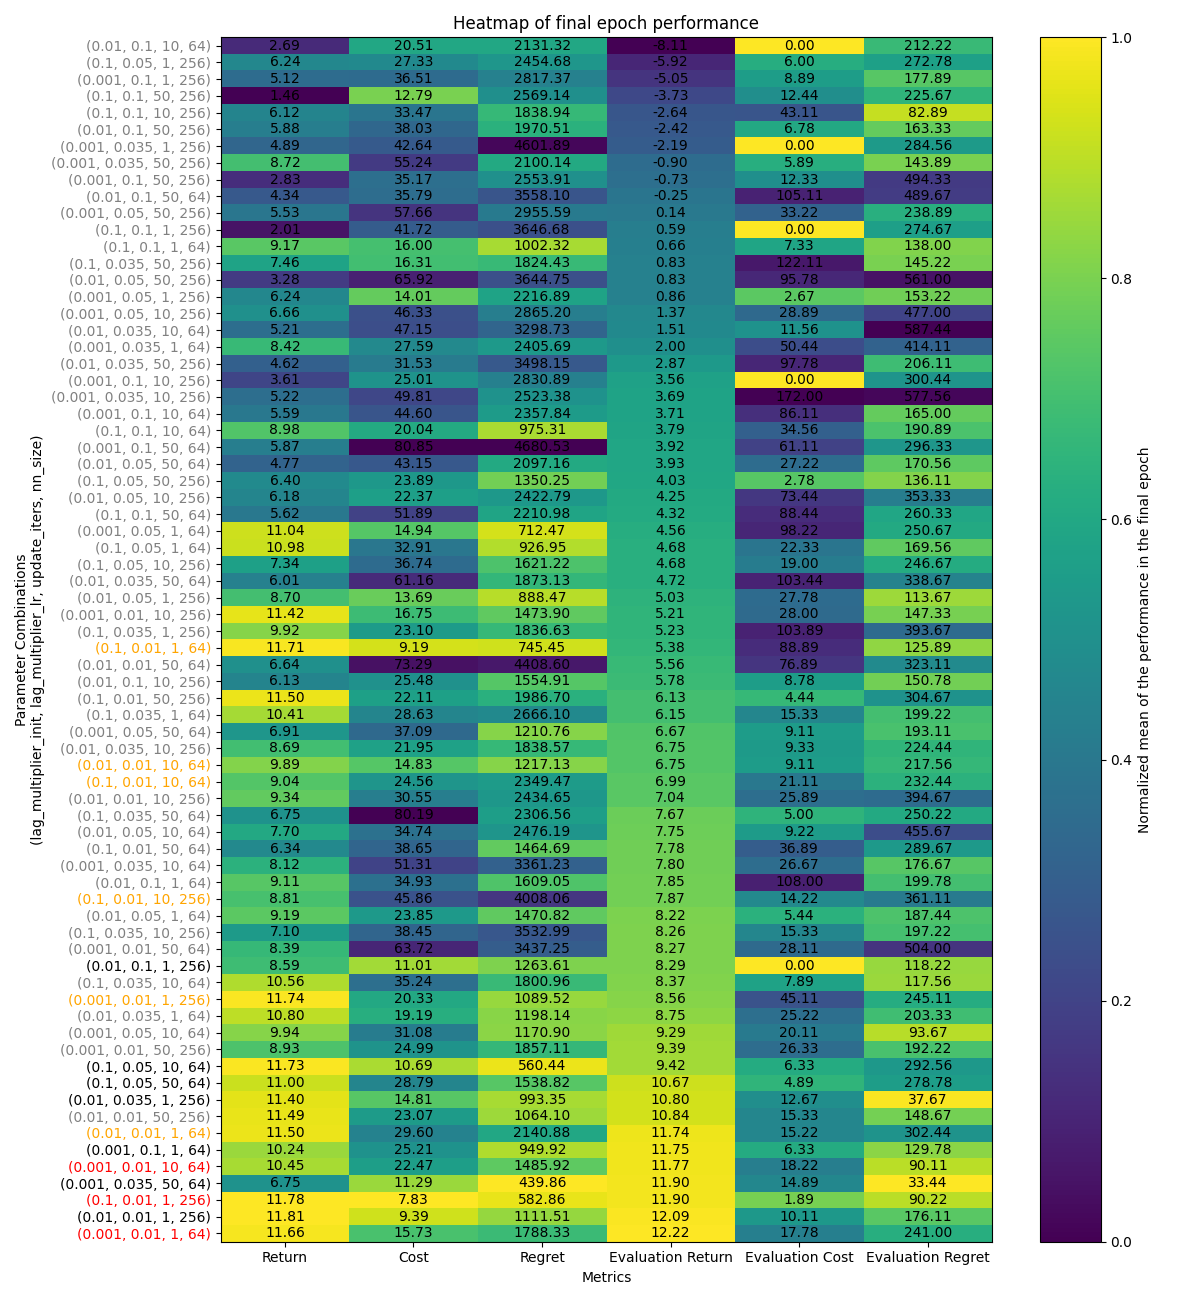 Heatmap of final epoch performance
(0.01, 0.1, 10, 64) 2.69 20.51 2131.32 -8.11 0.00 212.22
(0.1, 0.05, 1, 256) 6.24 27.33 2454.68 -5.92 6.00 272.78
(0.001, 0.1, 1, 256) 5.12 36.51 2817.37 -5.05 8.89 177.89
(0.1, 0.1, 50, 256) 1.46 12.79 2569.14 -3.73 12.44 225.67
(0.1, 0.1, 10, 256) 6.12 33.47 1838.94 -2.64 43.11 82.89
(0.01, 0.1, 50, 256) 5.88 38.03 1970.51 -2.42 6.78 163.33
(0.001, 0.035, 1, 256) 4.89 42.64 4601.89 -2.19 0.00 284.56
(0.001, 0.035, 50, 256) 8.72 55.24 2100.14 -0.90 5.89 143.89
(0.001, 0.1, 50, 256) 2.83 35.17 2553.91 -0.73 12.33 494.33
(0.01, 0.1, 50, 64) 4.34 35.79 3558.10 -0.25 105.11 489.67
(0.001, 0.05, 50, 256) 5.53 57.66 2955.59 0.14 33.22 238.89
(0.1, 0.1, 1, 256) 2.01 41.72 3646.68 0.59 0.00 274.67
(0.1, 0.1, 1, 64) 9.17 16.00 1002.32 0.66 7.33 138.00
(0.1, 0.035, 50, 256) 7.46 16.31 1824.43 0.83 122.11 145.22
(0.01, 0.05, 50, 256) 3.28 65.92 3644.75 0.83 95.78 561.00
(0.001, 0.05, 1, 256) 6.24 14.01 2216.89 0.86 2.67 153.22
(0.001, 0.05, 10, 256) 6.66 46.33 2865.20 1.37 28.89 477.00
(0.01, 0.035, 10, 64) 5.21 47.15 3298.73 1.51 11.56 587.44
(0.001, 0.035, 1, 64) 8.42 27.59 2405.69 2.00 50.44 414.11
(0.01, 0.035, 50, 256) 4.62 31.53 3498.15 2.87 97.78 206.11
(0.001, 0.1, 10, 256) 3.61 25.01 2830.89 3.56 0.00 300.44
(0.001, 0.035, 10, 256) 5.22 49.81 2523.38 3.69 172.00 577.56
(0.001, 0.1, 10, 64) 5.59 44.60 2357.84 3.71 86.11 165.00
(0.1, 0.1, 10, 64) 8.98 20.04 975.31 3.79 34.56 190.89
(0.001, 0.1, 50, 64) 5.87 80.85 4680.53 3.92 61.11 296.33
(0.01, 0.05, 50, 64) 4.77 43.15 2097.16 3.93 27.22 170.56
(0.1, 0.05, 50, 256) 6.40 23.89 1350.25 4.03 2.78 136.11
(0.01, 0.05, 10, 256) 6.18 22.37 2422.79 4.25 73.44 353.33
(0.1, 0.1, 50, 64) 5.62 51.89 2210.98 4.32 88.44 260.33
(0.001, 0.05, 1, 64) 11.04 14.94 712.47 4.56 98.22 250.67
(0.1, 0.05, 1, 64) 10.98 32.91 926.95 4.68 22.33 169.56
(0.1, 0.05, 10, 256) 7.34 36.74 1621.22 4.68 19.00 246.67
(0.01, 0.035, 50, 64) 6.01 61.16 1873.13 4.72 103.44 338.67
(0.01, 0.05, 1, 256) 8.70 13.69 888.47 5.03 27.78 113.67
(0.001, 0.01, 10, 256) 11.42 16.75 1473.90 5.21 28.00 147.33
(0.1, 0.035, 1, 256) 9.92 23.10 1836.63 5.23 103.89 393.67
(0.1, 0.01, 1, 64) 11.71 9.19 745.45 5.38 88.89 125.89
(0.01, 0.01, 50, 64) 6.64 73.29 4408.60 5.56 76.89 323.11
(0.01, 0.1, 10, 256) 6.13 25.48 1554.91 5.78 8.78 150.78
(0.1, 0.01, 50, 256) 11.50 22.11 1986.70 6.13 4.44 304.67
(0.1, 0.035, 1, 64) 10.41 28.63 2666.10 6.15 15.33 199.22
(0.001, 0.05, 50, 64) 6.91 37.09 1210.76 6.67 9.11 193.11
(0.01, 0.035, 10, 256) 8.69 21.95 1838.57 6.75 9.33 224.44
(0.01, 0.01, 10, 64) 9.89 14.83 1217.13 6.75 9.11 217.56
(0.1, 0.01, 10, 64) 9.04 24.56 2349.47 6.99 21.11 232.44
(0.01, 0.01, 10, 256) 9.34 30.55 2434.65 7.04 25.89 394.67
(0.1, 0.035, 50, 64) 6.75 80.19 2306.56 7.67 5.00 250.22
(0.01, 0.05, 10, 64) 7.70 34.74 2476.19 7.75 9.22 455.67
(0.1, 0.01, 50, 64) 6.34 38.65 1464.69 7.78 36.89 289.67
(0.001, 0.035, 10, 64) 8.12 51.31 3361.23 7.80 26.67 176.67
(0.01, 0.1, 1, 64) 9.11 34.93 1609.05 7.85 108.00 199.78
(0.1, 0.01, 10, 256) 8.81 45.86 4008.06 7.87 14.22 361.11
(0.01, 0.05, 1, 64) 9.19 23.85 1470.82 8.22 5.44 187.44
(0.1, 0.035, 10, 256) 7.10 38.45 3532.99 8.26 15.33 197.22
(0.001, 0.01, 50, 64) 8.39 63.72 3437.25 8.27 28.11 504.00
(0.01, 0.1, 1, 256) 8.59 11.01 1263.61 8.29 0.00 118.22
(0.1, 0.035, 10, 64) 10.56 35.24 1800.96 8.37 7.89 117.56
(0.001, 0.01, 1, 256) 11.74 20.33 1089.52 8.56 45.11 245.11
(0.01, 0.035, 1, 64) 10.80 19.19 1198.14 8.75 25.22 203.33
(0.001, 0.05, 10, 64) 9.94 31.08 1170.90 9.29 20.11 93.67
(0.001, 0.01, 50, 256) 8.93 24.99 1857.11 9.39 26.33 192.22
(0.1, 0.05, 10, 64) 11.73 10.69 560.44 9.42 6.33 292.56
(0.1, 0.05, 50, 64) 11.00 28.79 1538.82 10.67 4.89 278.78
(0.01, 0.035, 1, 256) 11.40 14.81 993.35 10.80 12.67 37.67
(0.01, 0.01, 50, 256) 11.49 23.07 1064.10 10.84 15.33 148.67
(0.01, 0.01, 1, 64) 11.50 29.60 2140.88 11.74 15.22 302.44
(0.001, 0.1, 1, 64) 10.24 25.21 949.92 11.75 6.33 129.78
(0.001, 0.01, 10, 64) 10.45 22.47 1485.92 11.77 18.22 90.11
(0.001, 0.035, 50, 64) 6.75 11.29 439.86 11.90 14.89 33.44
(0.1, 0.01, 1, 256) 11.78 7.83 582.86 11.90 1.89 90.22
(0.01, 0.01, 1, 256) 11.81 9.39 1111.51 12.09 10.11 176.11
(0.001, 0.01, 1, 64) 11.66 15.73 1788.33 12.22 17.78 241.00
Return Cost Regret Evaluation Return Evaluation Cost Evaluation Regret
Metrics
Parameter Combinations
(lag_multiplier_init, lag_multiplier_lr, update_iters, nn_size)
1.0
0.8
0.6
0.4
0.2
0.0
Normalized mean of the performance in the final epoch